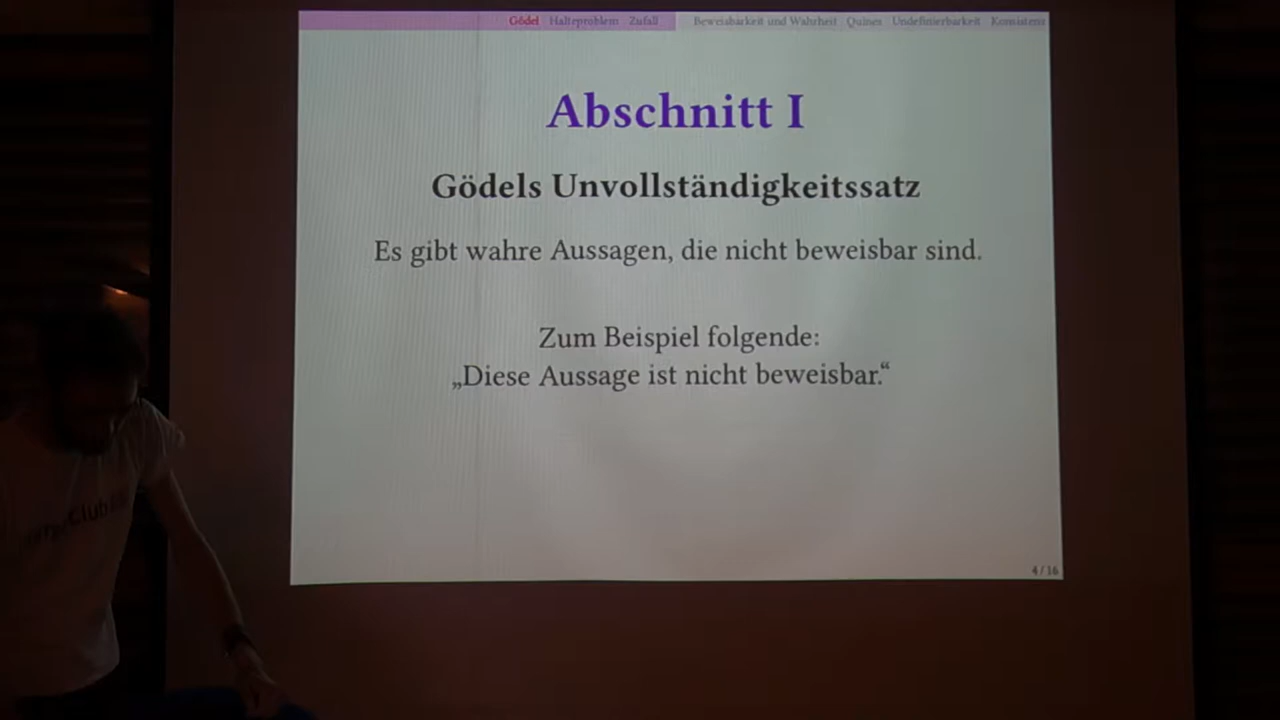 Gödel Halteproblem Zufall Beweisbarkeit und Wahrheit Quines Undefinierbarkeit Konsistenz
Abschnitt I
Gödels Unvollständigkeitssatz
Es gibt wahre Aussagen, die nicht beweisbar sind.
Zum Beispiel folgende:
„Diese Aussage ist nicht beweisbar.“
4 / 16